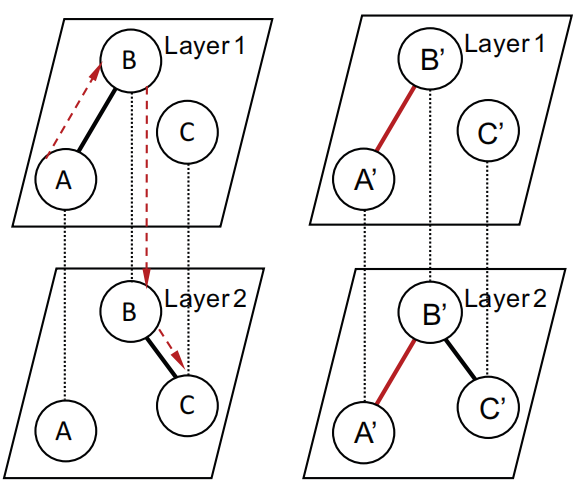 B Layer 1
C
A
B Layer 2
C
A
B’ Layer 1
C’
A’
B’ Layer 2
C’
A’